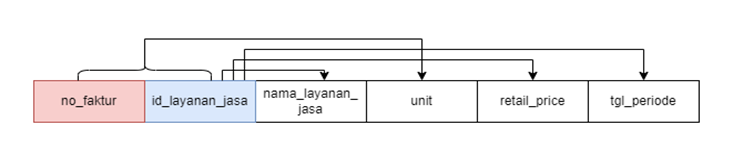 no_faktur
id_layanan_jasa
nama_layanan_
jasa
unit
retail_price
tgl_periode